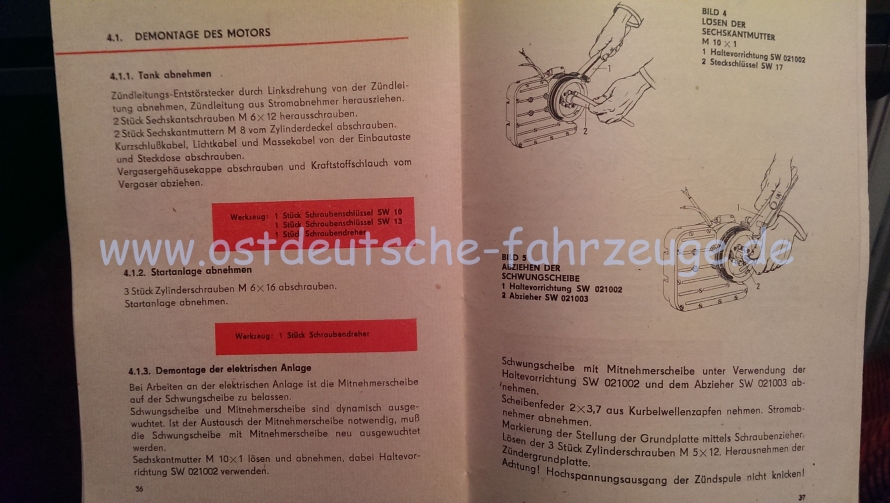 4.1. DEMONTAGE DES MOTORS
4.1.1. Tank abnehmen
Zündleitungs-Entstörstecker durch Linksdrehung von der Zündlei-
tung abnehmen, Zündleitung aus Stromabnehmer herausziehen.
2 Stück Sechskantschrauben M 6×12 herausschrauben.
2 Stück Sechskantmuttern M 8 vom Zylinderdeckel abschrauben.
Kurzschlußkabel, Lichtkabel und Massekabel von der Einbautaste
und Steckdose abschrauben.
Vergasergehäusekappe abschrauben und Kraftstoffschlauch vom
Vergaser abziehen.
Werkzeug: 1 Stück Schraubenschlüssel SW 10
1 Stück Schraubenschlüssel SW 13
1 Stück Schraubendreher
4.1.2. Startanlage abnehmen
3 Stück Zylinderschrauben M 6×16 abschrauben.
Startanlage abnehmen.
Werkzeug: 1 Stück Schraubendreher
4.1.3. Demontage der elektrischen Anlage
Bei Arbeiten an der elektrischen Anlage ist die Mitnehmerscheibe
auf der Schwungscheibe zu belassen.
Schwungscheibe und Mitnehmerscheibe sind dynamisch ausge-
wuchtet. Ist der Austausch der Mitnehmerscheibe notwendig, muß
die Schwungscheibe mit Mitnehmerscheibe neu ausgewuchtet
werden.
Sechskantmutter M 10×1 lösen und abnehmen, dabei Haltevor-
richtung SW 021002 verwenden.
36
BILD 4
LÖSEN DER
SECHSKANTMUTTER
M 10×1
1 Haltevorrichtung SW 021002
2 Steckschlüssel SW 17
1
2
www.ostdeutsche-fahrzeuge.de
BILD 5
ABZIEHEN DER
SCHWUNGSCHEIBE
1 Haltevorrichtung SW 021002
2 Abzieher SW 021003
1
2
Schwungscheibe mit Mitnehmerscheibe unter Verwendung der
Haltevorrichtung SW 021002 und dem Abzieher SW 021003 ab-
nehmen.
Scheibenfeder 2×3,7 aus Kurbelwellenzapfen nehmen. Stromab-
nehmer abnehmen.
Markierung der Stellung der Grundplatte mittels Schraubenzieher.
Lösen der 3 Stück Zylinderschrauben M 5×12. Herausnehmen der
Zündergrundplatte.
Achtung! Hochspannungsausgang der Zündspule nicht knicken!
37